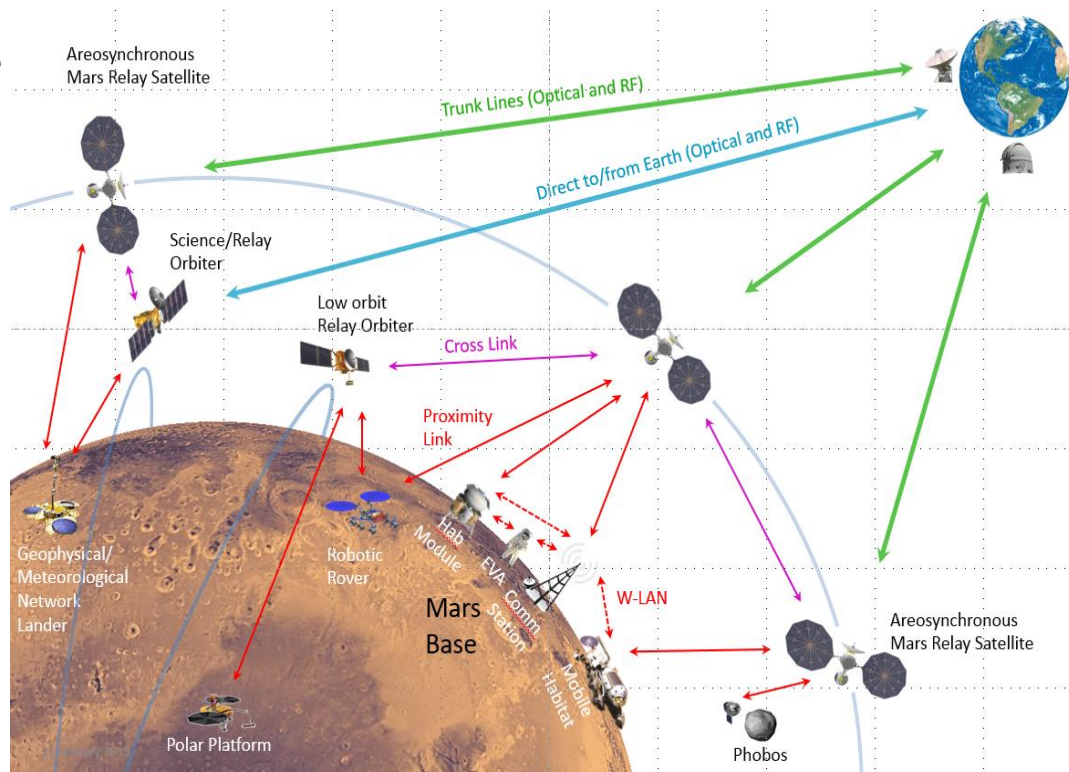 Areosynchronous
Mars Relay Satellite
Trunk Lines (Optical and RF)
Direct to/from Earth (Optical and RF)
Science/Relay
Orbiter
Low orbit
Relay Orbiter
Cross Link
Proximity
Link
Hab
Module
EVA
Comm
Station
Geophysical/
Meteorological
Network
Lander
Robotic
Rover
Mars
Base
W-LAN
Mobile
Habitat
Areosynchronous
Mars Relay Satellite
Polar Platform
Phobos